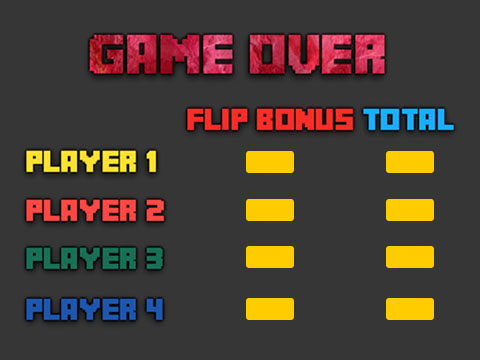 GAME OVER
FLIP BONUS TOTAL
PLAYER 1
PLAYER 2
PLAYER 3
PLAYER 4